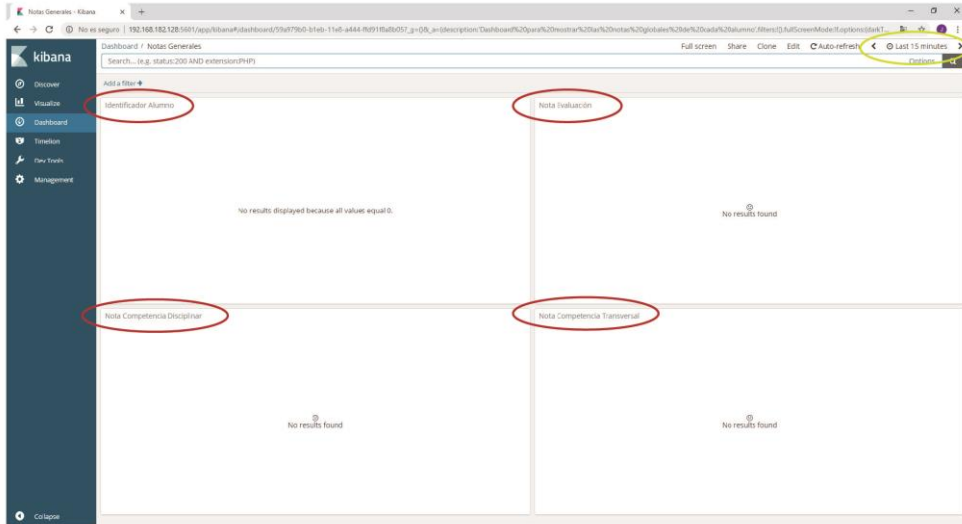 Notas Generales - Kibana
No es seguro | 192.168.182.128:5601/app/kibana#/dashboard/
Dashboard / Notas Generales
Full screen Share Clone Edit Auto-refresh Last 15 minutes
kibana
Search... (e.g. status:200 AND extension:PHP)
Options
Add a filter +
Discover
Visualize
Dashboard
Timelion
Dev Tools
Management
Identificador Alumno
Nota Evaluación
No results displayed because all values equal 0.
No results found
Nota Competencia Disciplinar
Nota Competencia Transversal
No results found
No results found
Collapse